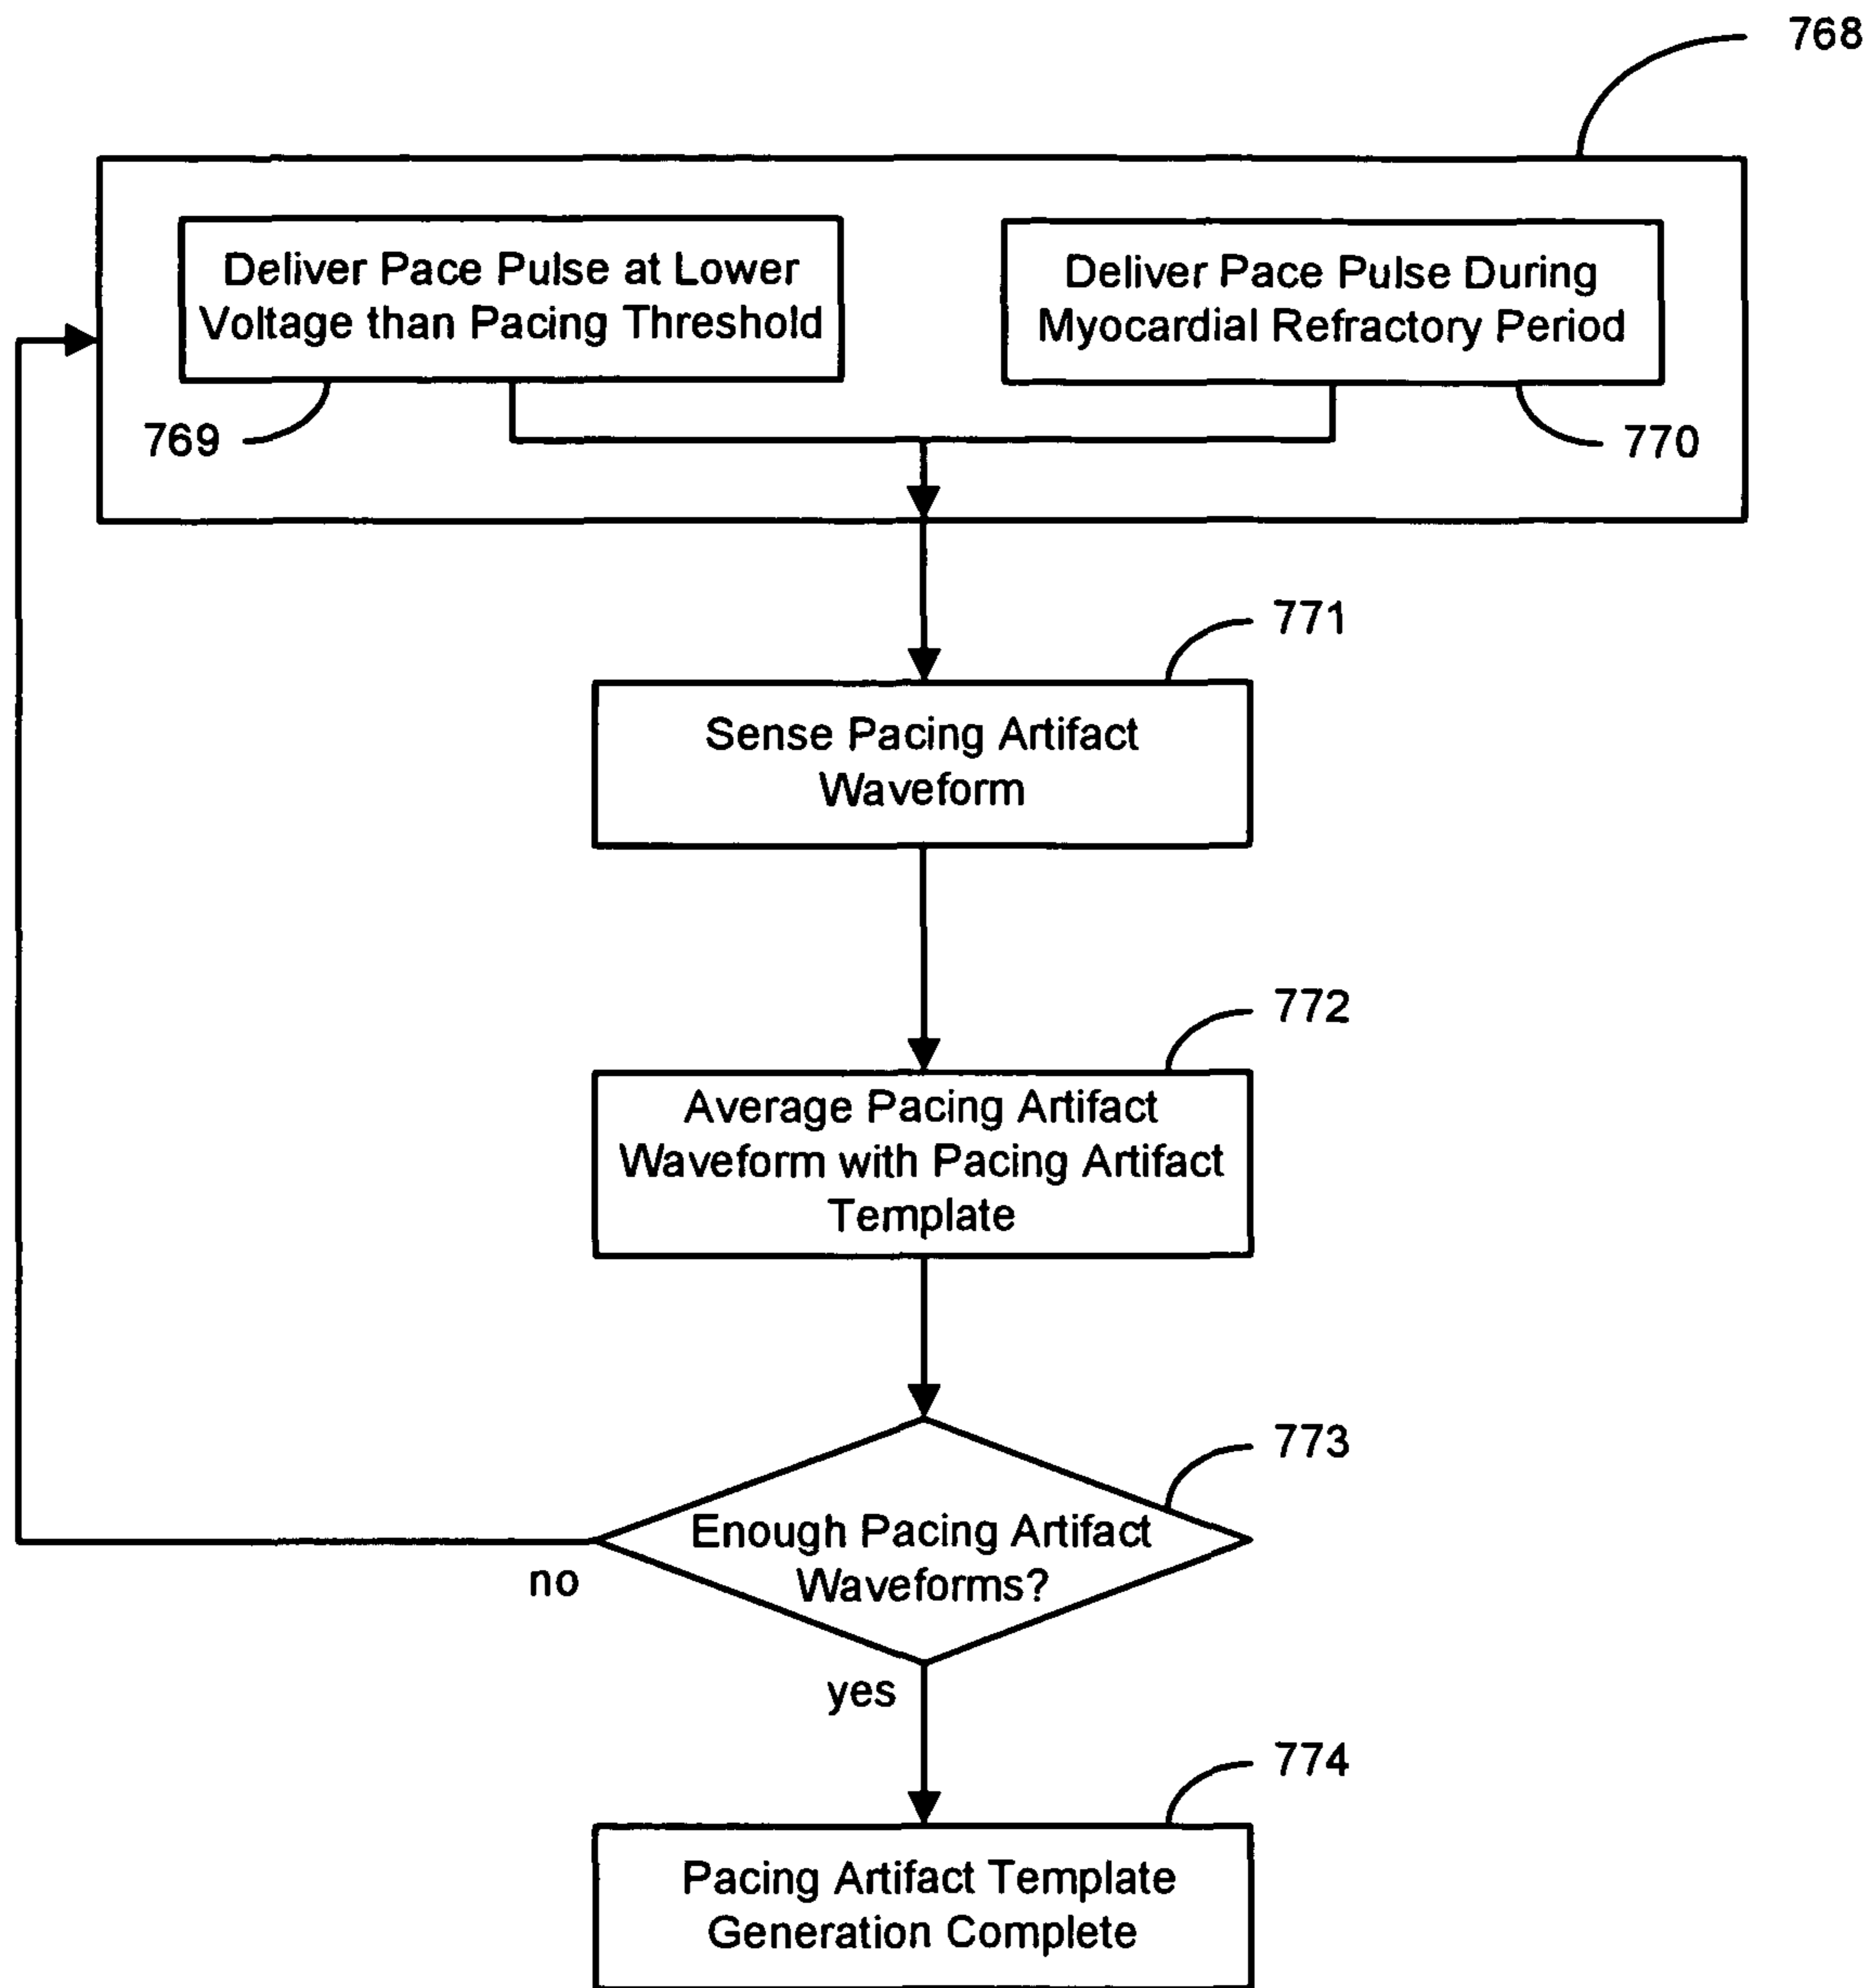 768
Deliver Pace Pulse at Lower
Voltage than Pacing Threshold
Deliver Pace Pulse During
Myocardial Refractory Period
769
770
771
Sense Pacing Artifact
Waveform
772
Average Pacing Artifact
Waveform with Pacing Artifact
Template
773
Enough Pacing Artifact
Waveforms?
no
yes
774
Pacing Artifact Template
Generation Complete